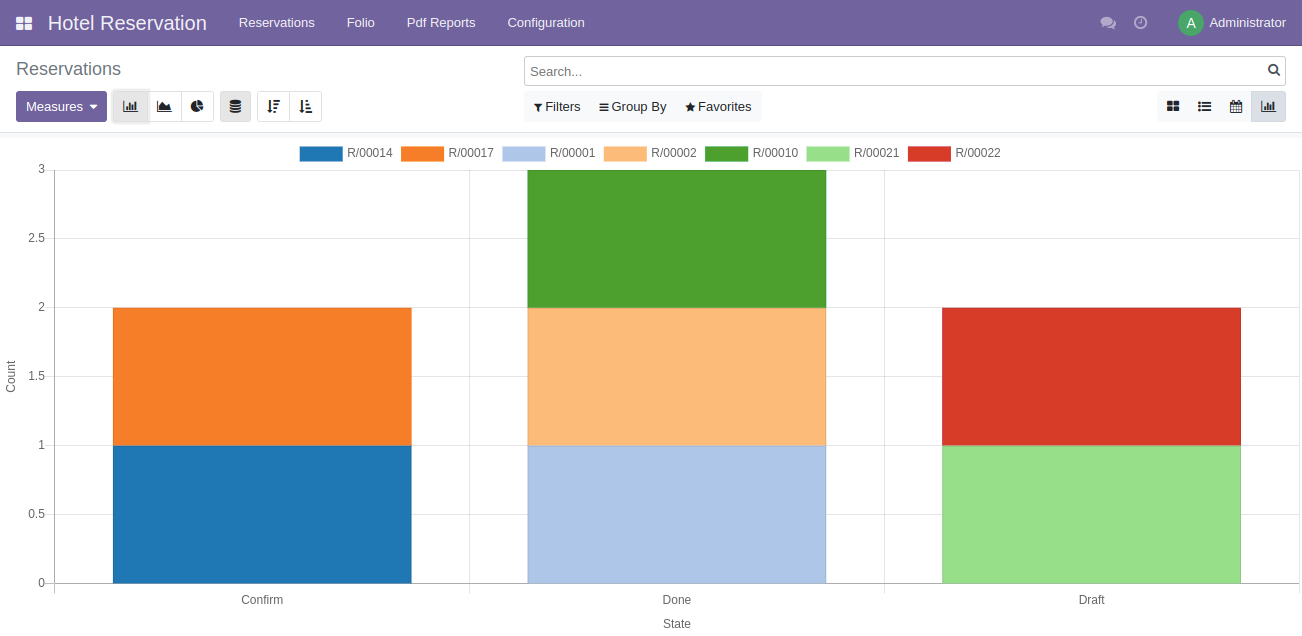 Hotel Reservation Reservations Folio Pdf Reports Configuration A Administrator
Reservations
Search...
Measures
Filters Group By Favorites
R/00014 R/00017 R/00001 R/00002 R/00010 R/00021 R/00022
3
2.5
2
1.5
1
0.5
0
Count
Confirm Done Draft
State